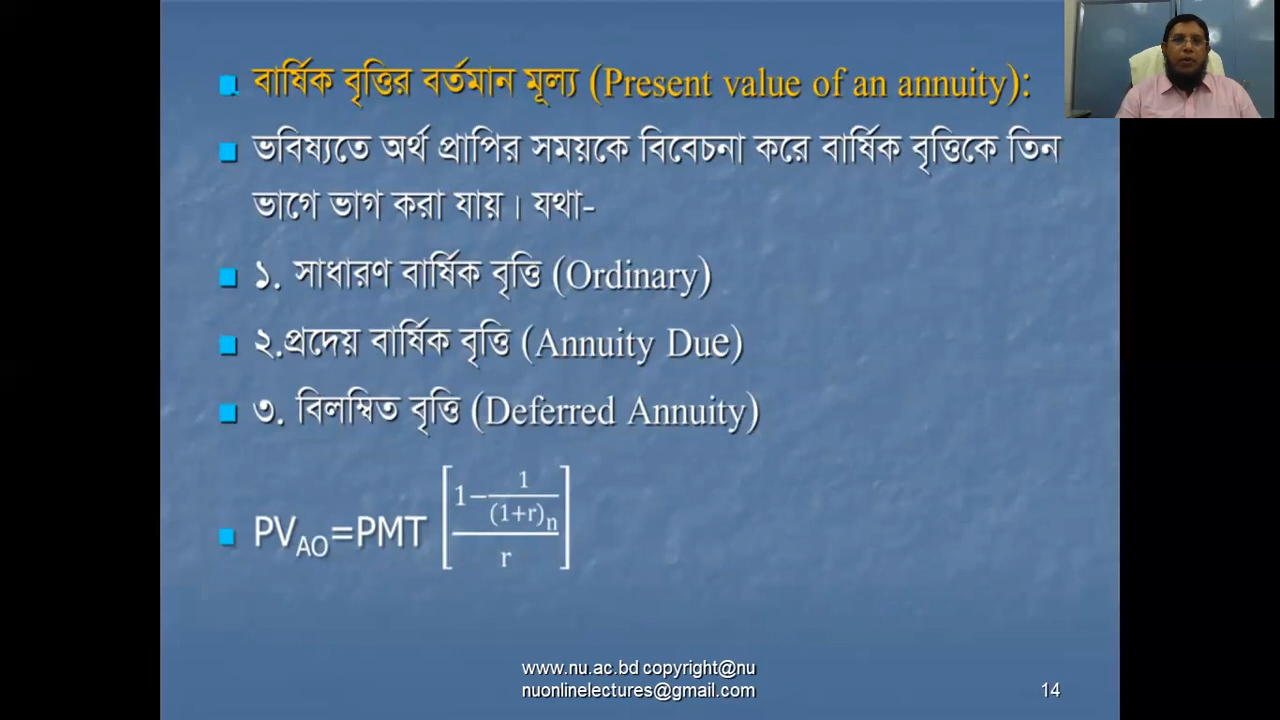 বার্ষিক বৃত্তির বর্তমান মূল্য (Present value of an annuity):
ভবিষ্যতে অর্থ প্রাপির সময়কে বিবেচনা করে বার্ষিক বৃত্তিকে তিন
ভাগে ভাগ করা যায়। যথা-
১. সাধারণ বার্ষিক বৃত্তি (Ordinary)
২.প্রদেয় বার্ষিক বৃত্তি (Annuity Due)
৩. বিলম্বিত বৃত্তি (Deferred Annuity)
PV_AO=PMT [(1−1/(1+r)_n)/r]
www.nu.ac.bd copyright@nu
nuonlinelectures@gmail.com
14